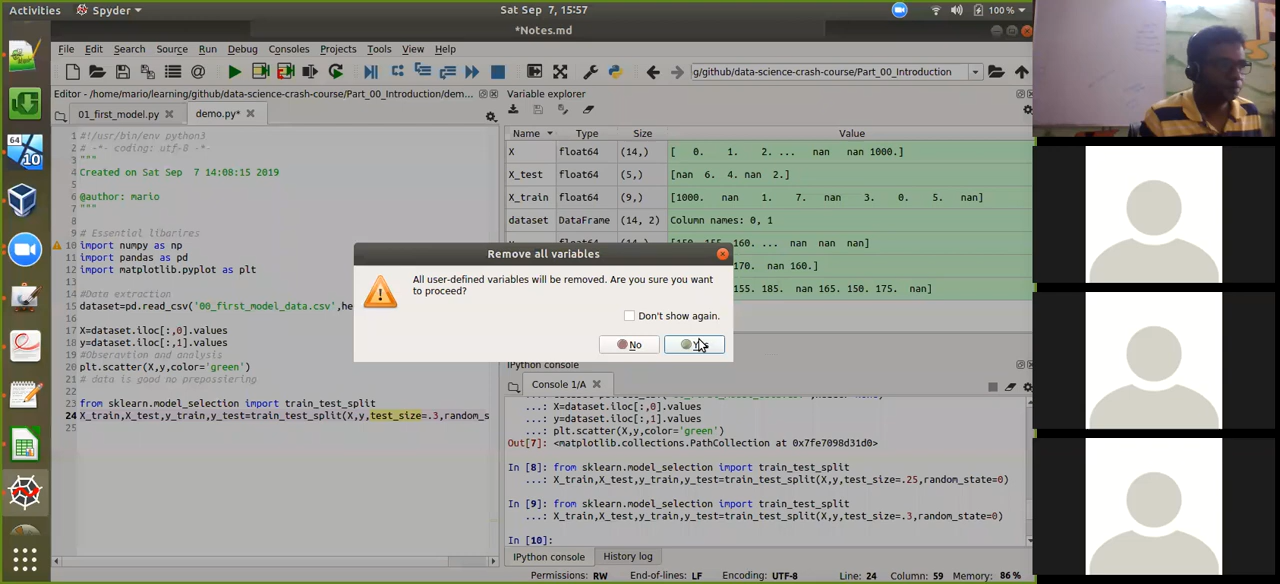 Activities Spyder Sat Sep 7, 15:57 100 %
*Notes.md
File Edit Search Source Run Debug Consoles Projects Tools View Help
g/github/data-science-crash-course/Part_00_Introduction
Editor - /home/mario/learning/github/data-science-crash-course/Part_00_Introduction/dem...
01_first_model.py demo.py*
1 #!/usr/bin/env python3
2 # -*- coding: utf-8 -*-
3 """
4 Created on Sat Sep 7 14:08:15 2019
5
6 @author: mario
7 """
8
9 # Essential libarires
10 import numpy as np
11 import pandas as pd
12 import matplotlib.pyplot as plt
13
14 #Data extraction
15 dataset=pd.read_csv('00_first_model_data.csv',he
16
17 X=dataset.iloc[:,0].values
18 y=dataset.iloc[:,1].values
19 #Obseravtion and analysis
20 plt.scatter(X,y,color='green')
21 # data is good no prepossiering
22
23 from sklearn.model_selection import train_test_split
24 X_train,X_test,y_train,y_test=train_test_split(X,y,test_size=.3,random_s
25
Variable explorer
Name Type Size Value
X float64 (14,) [ 0. 1. 2. ... nan nan 1000.]
X_test float64 (5,) [nan 6. 4. nan 2.]
X_train float64 (9,) [1000. nan 1. 7. nan 3. 0. 5. nan]
dataset DataFrame (14, 2) Column names: 0, 1
[150. 155. 160. ... nan nan nan]
170. nan 160.]
155. 185. nan 165. 150. 175. nan]
Remove all variables
All user-defined variables will be removed. Are you sure you want
to proceed?
Don't show again.
No Yes
IPython console
Console 1/A
...: X=dataset.iloc[:,0].values
...: y=dataset.iloc[:,1].values
...: plt.scatter(X,y,color='green')
Out[7]: <matplotlib.collections.PathCollection at 0x7fe7098d31d0>
In [8]: from sklearn.model_selection import train_test_split
...: X_train,X_test,y_train,y_test=train_test_split(X,y,test_size=.25,random_state=0)
In [9]: from sklearn.model_selection import train_test_split
...: X_train,X_test,y_train,y_test=train_test_split(X,y,test_size=.3,random_state=0)
In [10]:
IPython console History log
Permissions: RW End-of-lines: LF Encoding: UTF-8 Line: 24 Column: 59 Memory: 86 %
64
10